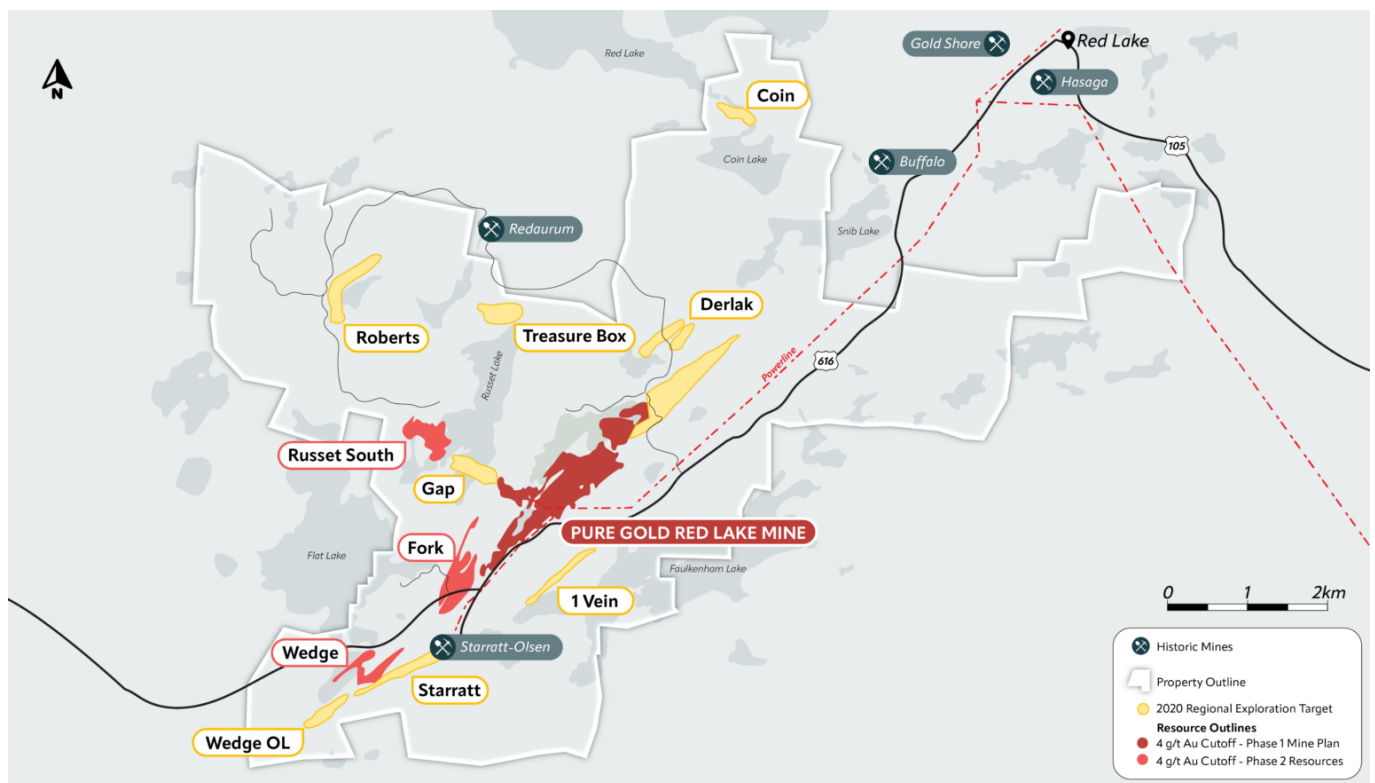 Red Lake
Gold Shore
Red Lake
Hasaga
N
Coin
Coin Lake
Buffalo
105
Redaurum
Snib Lake
Roberts
Treasure Box
Derlak
Russet Lake
Powerline
616
Russet South
Gap
PURE GOLD RED LAKE MINE
Fork
Flat Lake
Faulkenham Lake
1 Vein
0 1 2km
Starratt-Olsen
Wedge
Starratt
Wedge OL
Historic Mines
Property Outline
2020 Regional Exploration Target
Resource Outlines
4 g/t Au Cutoff - Phase 1 Mine Plan
4 g/t Au Cutoff - Phase 2 Resources